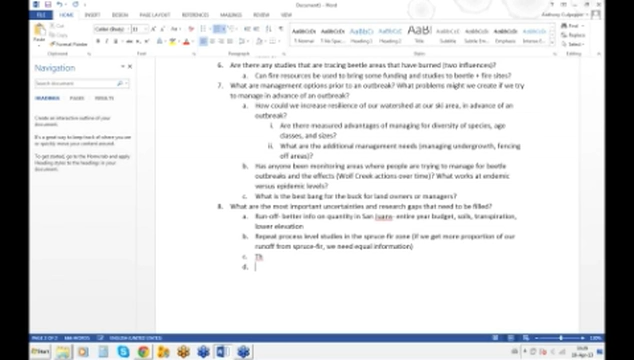 Document1 - Word
FILE HOME INSERT DESIGN PAGE LAYOUT REFERENCES MAILINGS REVIEW VIEW
Paste
Format Painter
Navigation
HEADINGS PAGES RESULTS
Create an interactive outline of your document.
It's a great way to keep track of where you are or quickly move your content around.
To get started, go to the Home tab and apply Heading styles to the headings in your document.
6. Are there any studies that are tracing beetle areas that have burned (two influences)?
a. Can fire resources be used to bring some funding and studies to beetle + fire sites?
7. What are management options prior to an outbreak? What problems might we create if we try
to manage in advance of an outbreak?
a. How could we increase resilience of our watershed at our ski area, in advance of an
outbreak?
i. Are there measured advantages of managing for diversity of species, age
classes, and sizes?
ii. What are the additional management needs (managing undergrowth, fencing
off areas)?
b. Has anyone been monitoring areas where people are trying to manage for beetle
outbreaks and the effects (Wolf Creek actions over time)? What works at endemic
versus epidemic levels?
c. What is the best bang for the buck for land owners or managers?
8. What are the most important uncertainties and research gaps that need to be filled?
a. Run-off- better info on quantity in San Juans- entire year budget, soils, transpiration,
lower elevation
b. Repeat process level studies in the spruce-fir zone (if we get more proportion of our
runoff from spruce-fir, we need equal information)
c. Th
d.
ENGLISH (UNITED STATES)
Start